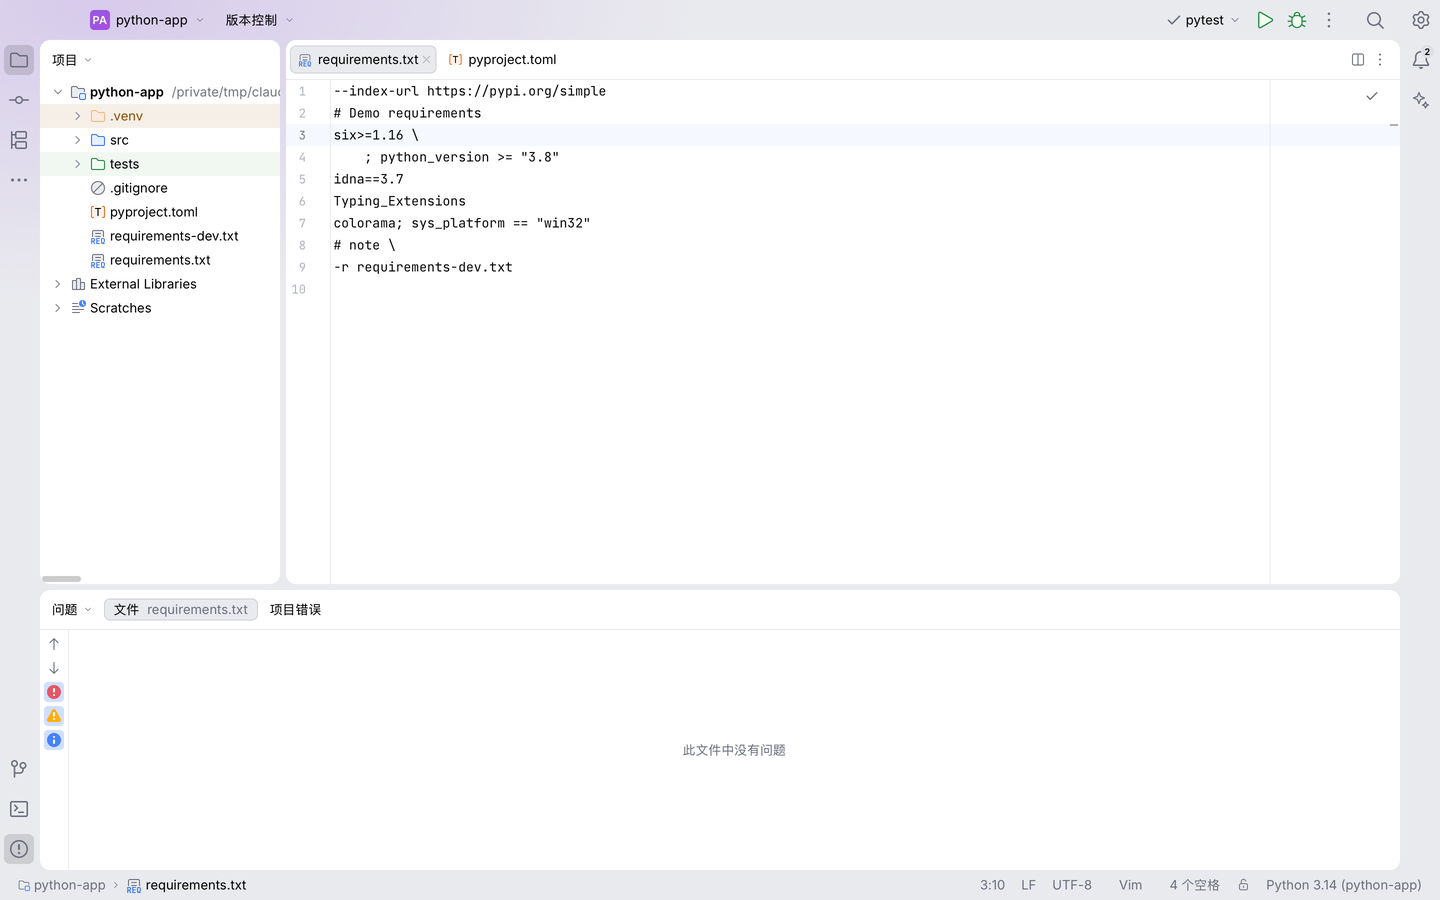 PA python-app 版本控制 pytest
项目
requirements.txt
[T] pyproject.toml
2
python-app /private/tmp/clauc
.venv
src
tests
.gitignore
[T] pyproject.toml
REQ requirements-dev.txt
REQ requirements.txt
External Libraries
Scratches
1 --index-url https://pypi.org/simple
2 # Demo requirements
3 six>=1.16 \
4     ; python_version >= "3.8"
5 idna==3.7
6 Typing_Extensions
7 colorama; sys_platform == "win32"
8 # note \
9 -r requirements-dev.txt
10
问题 文件 requirements.txt 项目错误
此文件中没有问题
python-app › REQ requirements.txt 3:10 LF UTF-8 Vim 4 个空格 Python 3.14 (python-app)